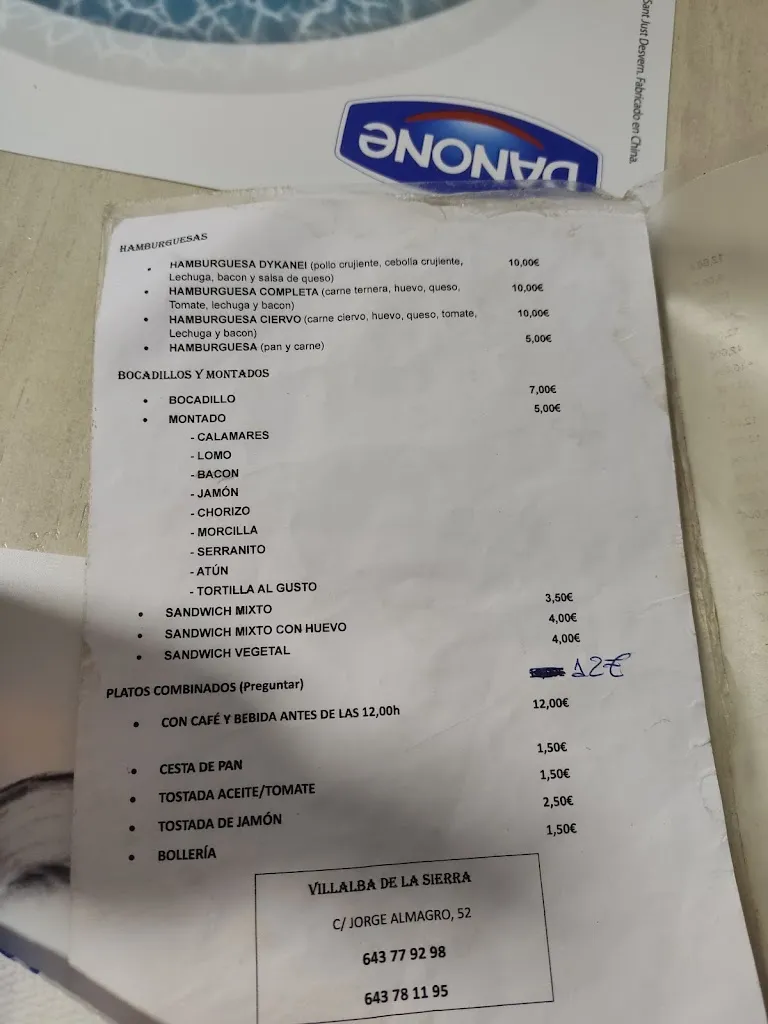 Sant Just Desvern. Fabricado en China.
DANONE
HAMBURGUESAS
• HAMBURGUESA DYKANEI (pollo crujiente, cebolla crujiente, 10,00€
Lechuga, bacon y salsa de queso)
• HAMBURGUESA COMPLETA (carne ternera, huevo, queso, 10,00€
Tomate, lechuga y bacon)
• HAMBURGUESA CIERVO (carne ciervo, huevo, queso, tomate, 10,00€
Lechuga y bacon)
• HAMBURGUESA (pan y carne) 5,00€
BOCADILLOS Y MONTADOS
• BOCADILLO 7,00€
• MONTADO 5,00€
- CALAMARES
- LOMO
- BACON
- JAMÓN
- CHORIZO
- MORCILLA
- SERRANITO
- ATÚN
- TORTILLA AL GUSTO
• SANDWICH MIXTO 3,50€
• SANDWICH MIXTO CON HUEVO 4,00€
• SANDWICH VEGETAL 4,00€
PLATOS COMBINADOS (Preguntar) 12€
• CON CAFÉ Y BEBIDA ANTES DE LAS 12,00h 12,00€
• CESTA DE PAN 1,50€
• TOSTADA ACEITE/TOMATE 1,50€
• TOSTADA DE JAMÓN 2,50€
• BOLLERÍA 1,50€
VILLALBA DE LA SIERRA
C/ JORGE ALMAGRO, 52
643 77 92 98
643 78 11 95